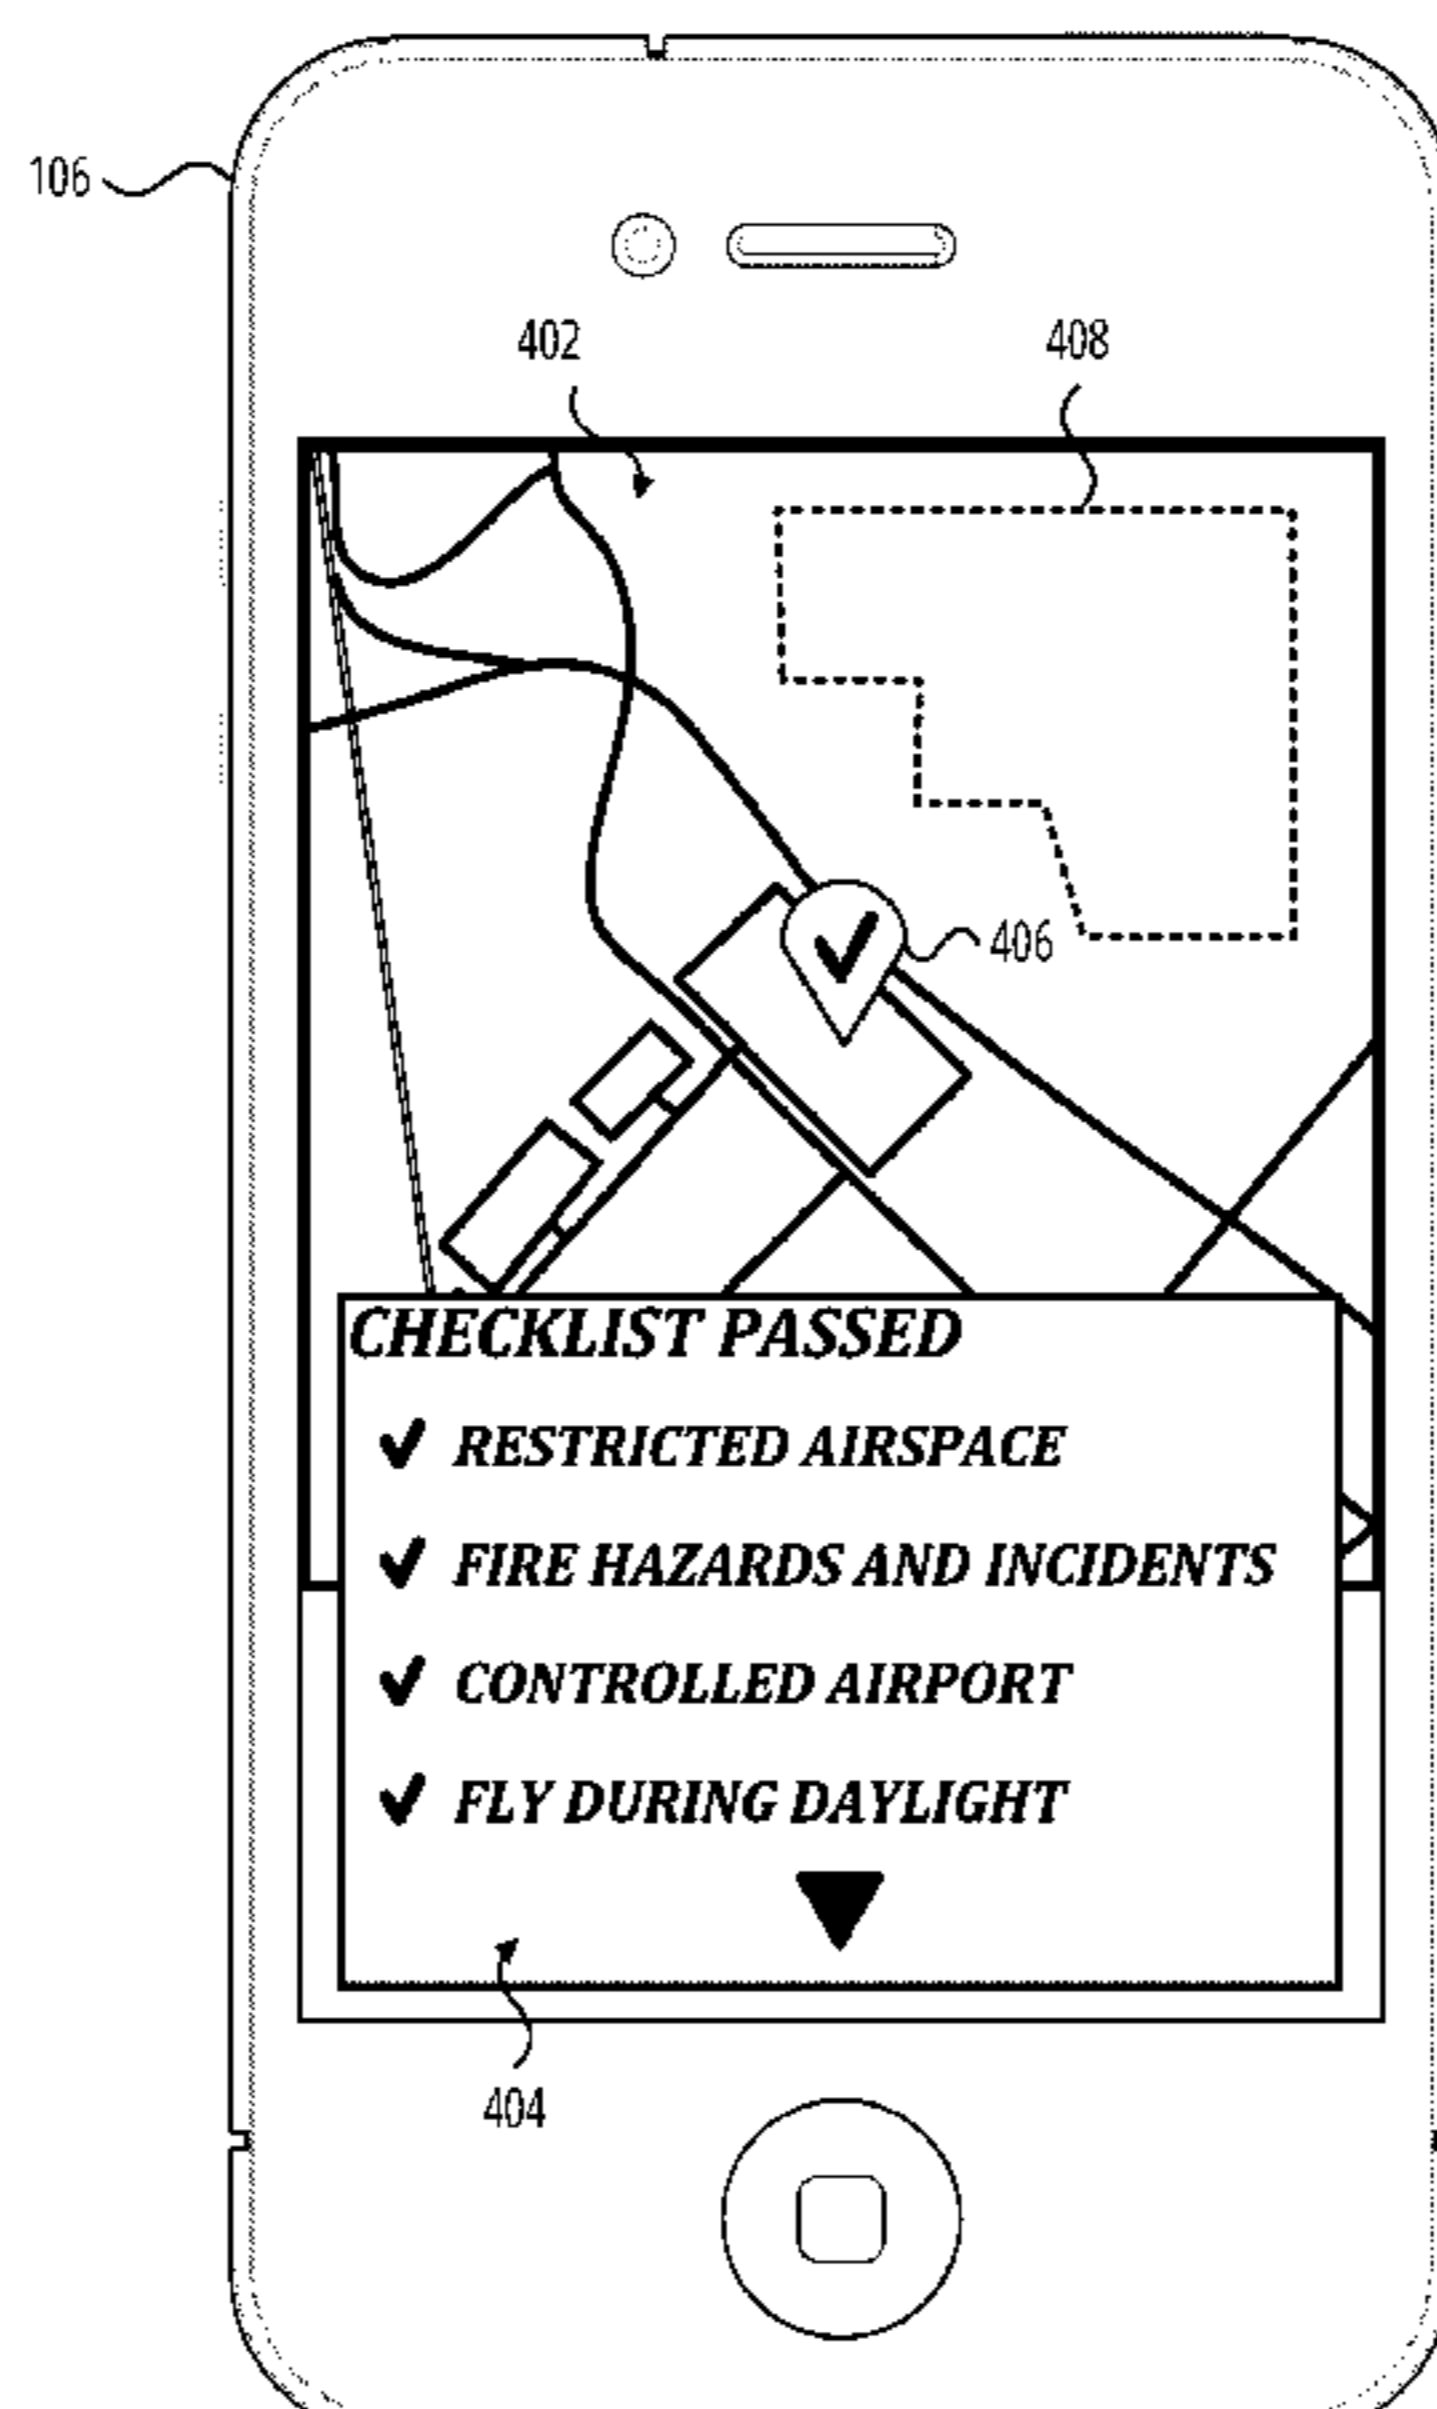 106
402
408
406
CHECKLIST PASSED
RESTRICTED AIRSPACE
FIRE HAZARDS AND INCIDENTS
CONTROLLED AIRPORT
FLY DURING DAYLIGHT
404